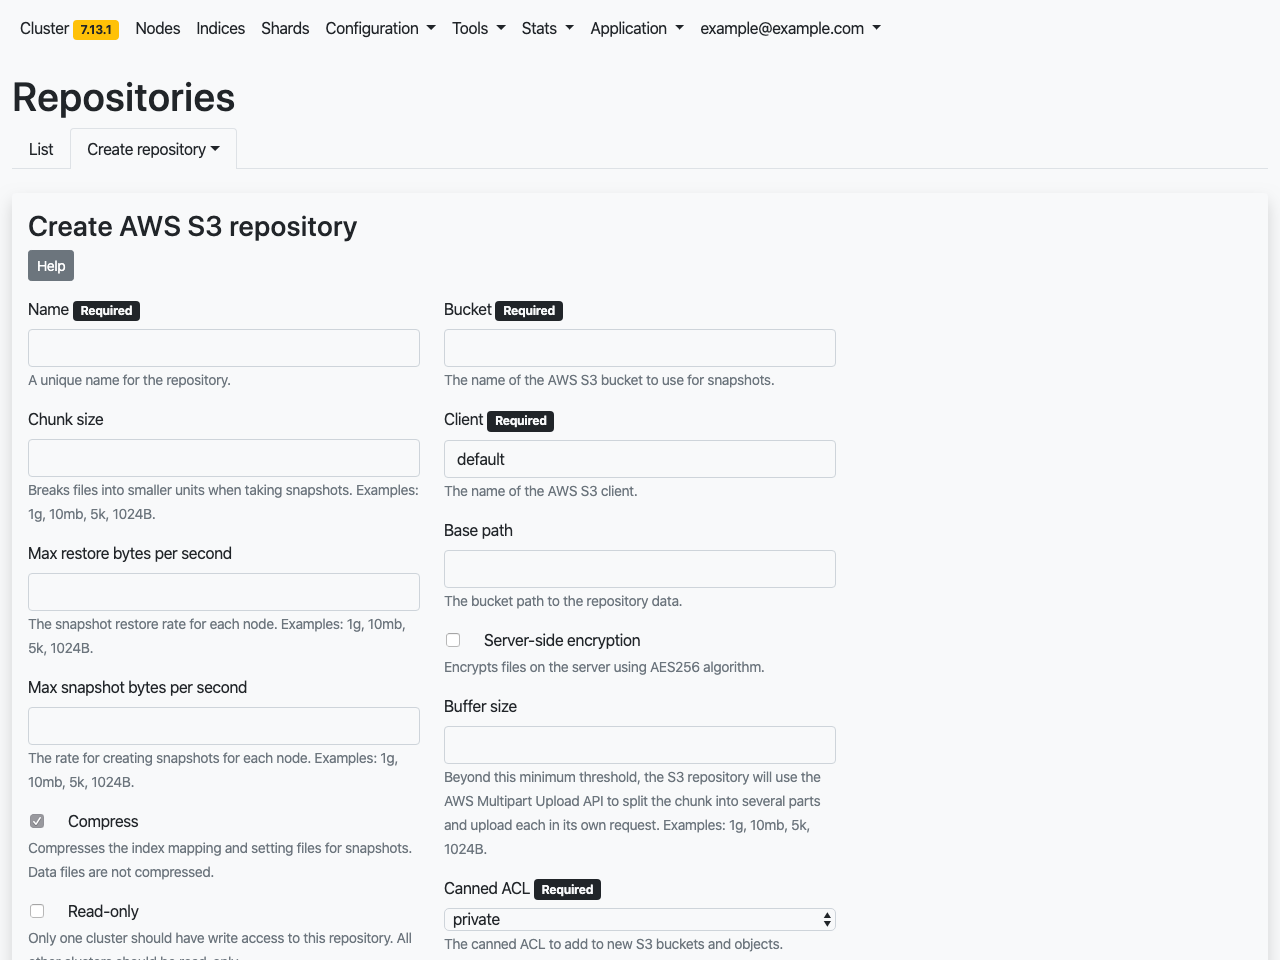 Cluster 7.13.1 Nodes Indices Shards Configuration Tools Stats Application example@example.com
Repositories
List Create repository
Create AWS S3 repository
Help
Name Required
A unique name for the repository.
Chunk size
Breaks files into smaller units when taking snapshots. Examples:
1g, 10mb, 5k, 1024B.
Max restore bytes per second
The snapshot restore rate for each node. Examples: 1g, 10mb,
5k, 1024B.
Max snapshot bytes per second
The rate for creating snapshots for each node. Examples: 1g,
10mb, 5k, 1024B.
Compress
Compresses the index mapping and setting files for snapshots.
Data files are not compressed.
Read-only
Only one cluster should have write access to this repository. All
other clusters should be read-only.
Bucket Required
The name of the AWS S3 bucket to use for snapshots.
Client Required
default
The name of the AWS S3 client.
Base path
The bucket path to the repository data.
Server-side encryption
Encrypts files on the server using AES256 algorithm.
Buffer size
Beyond this minimum threshold, the S3 repository will use the
AWS Multipart Upload API to split the chunk into several parts
and upload each in its own request. Examples: 1g, 10mb, 5k,
1024B.
Canned ACL Required
private
The canned ACL to add to new S3 buckets and objects.